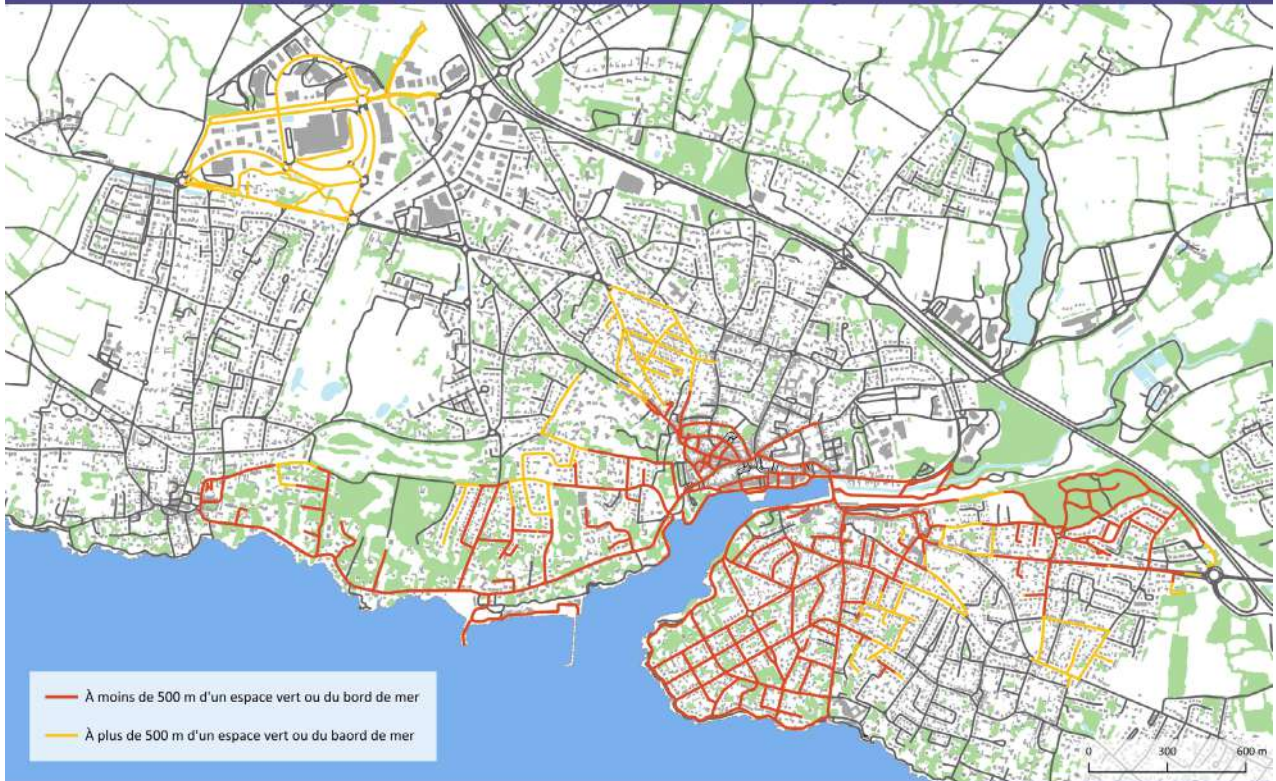 À moins de 500 m d'un espace vert ou du bord de mer
À plus de 500 m d'un espace vert ou du baord de mer
0 300 600 m